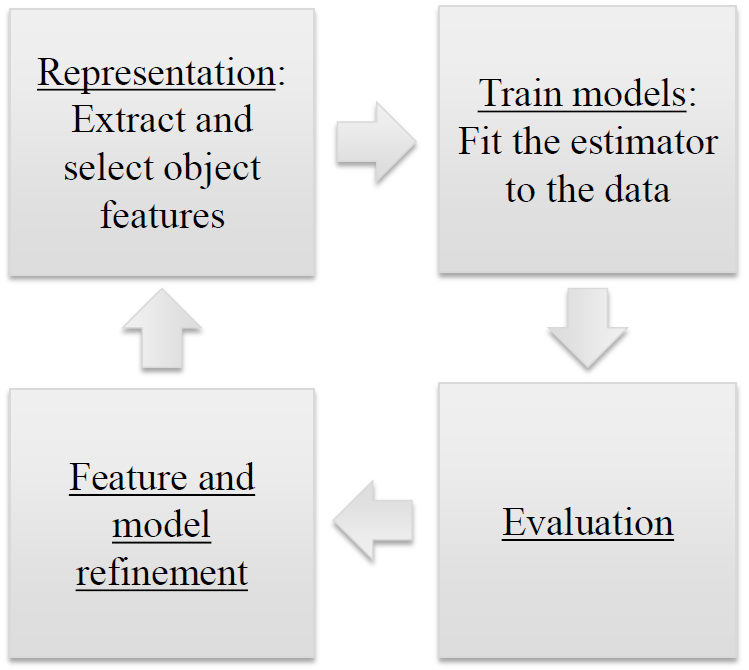 Representation:
Extract and
select object
features
Train models:
Fit the estimator
to the data
Evaluation
Feature and
model
refinement